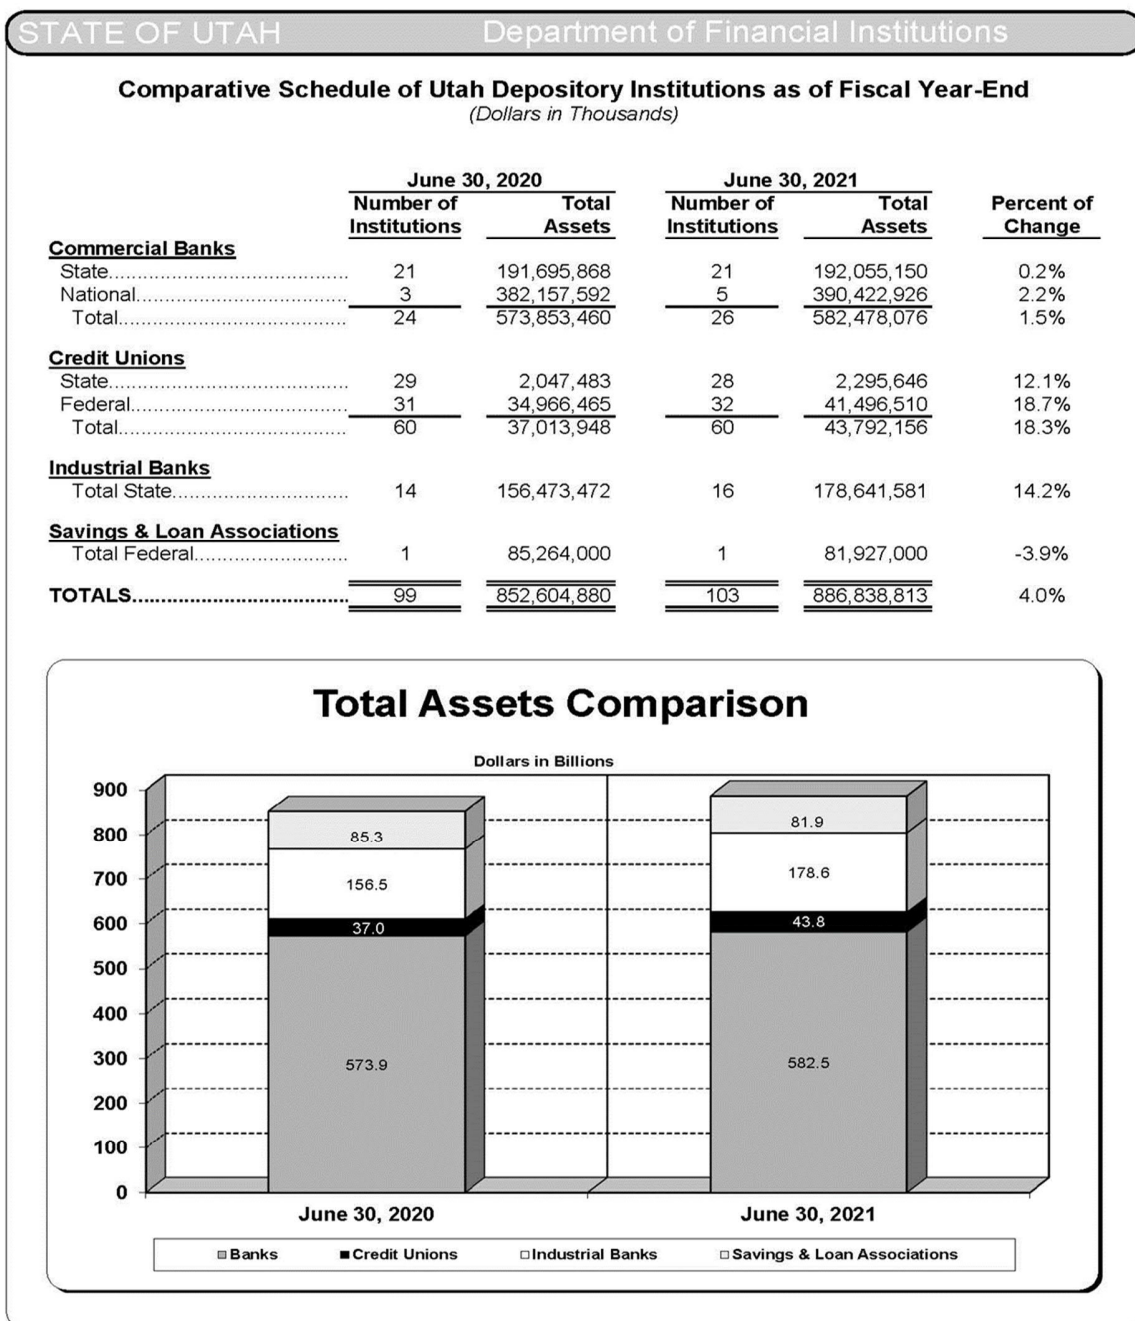 STATE OF UTAH Department of Financial Institutions
Comparative Schedule of Utah Depository Institutions as of Fiscal Year-End
(Dollars in Thousands)
June 30, 2020 June 30, 2021
Number of Total Number of Total Percent of
Institutions Assets Institutions Assets Change
Commercial Banks
State........................................ 21 191,695,868 21 192,055,150 0.2%
National.................................... 3 382,157,592 5 390,422,926 2.2%
Total....................................... 24 573,853,460 26 582,478,076 1.5%
Credit Unions
State........................................ 29 2,047,483 28 2,295,646 12.1%
Federal..................................... 31 34,966,465 32 41,496,510 18.7%
Total....................................... 60 37,013,948 60 43,792,156 18.3%
Industrial Banks
Total State.............................. 14 156,473,472 16 178,641,581 14.2%
Savings & Loan Associations
Total Federal.......................... 1 85,264,000 1 81,927,000 -3.9%
TOTALS..................................... 99 852,604,880 103 886,838,813 4.0%
Total Assets Comparison
Dollars in Billions
900
800
700
600
500
400
300
200
100
0
85.3
156.5
37.0
573.9
81.9
178.6
43.8
582.5
June 30, 2020 June 30, 2021
Banks Credit Unions Industrial Banks Savings & Loan Associations